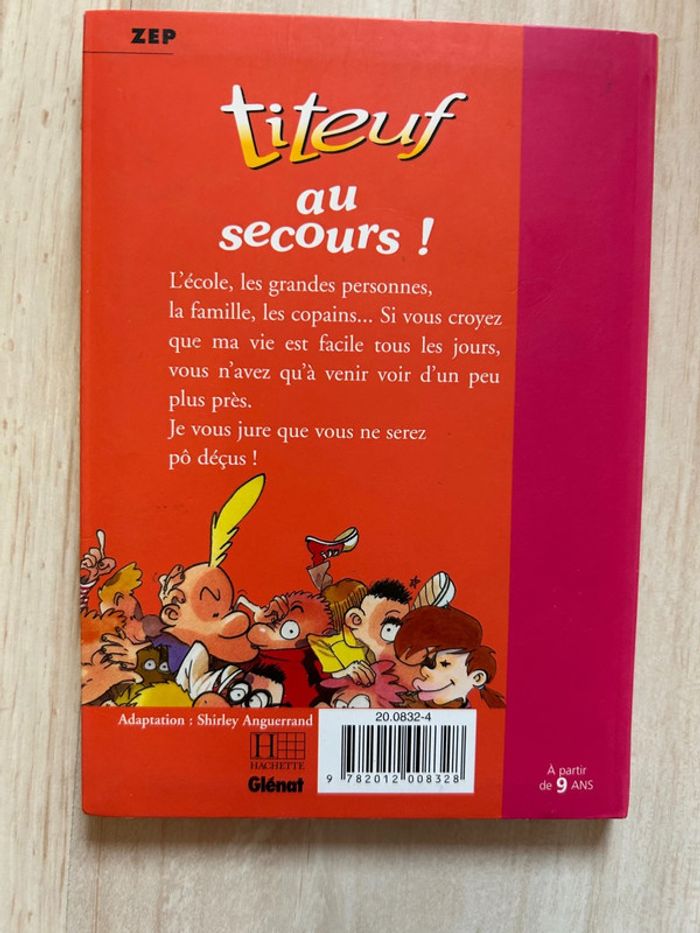 ZEP
titeuf
au
secours !
L'école, les grandes personnes,
la famille, les copains... Si vous croyez
que ma vie est facile tous les jours,
vous n'avez qu'à venir voir d'un peu
plus près.
Je vous jure que vous ne serez
pô déçus !
Adaptation : Shirley Anguerrand
H
HACHETTE
Glénat
20.0832-4
9 782012 008328
À partir
de 9 ANS